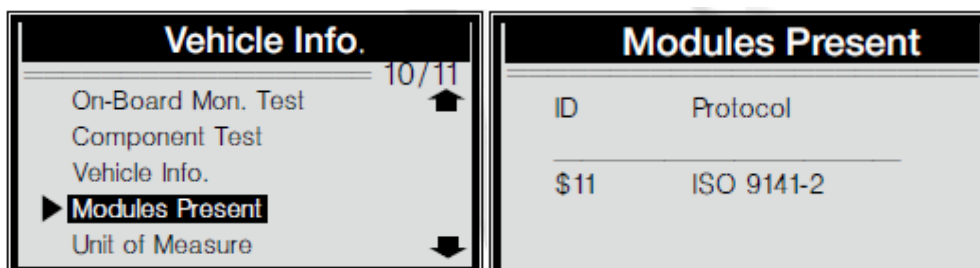 Vehicle Info.
10/11
On-Board Mon. Test
Component Test
Vehicle Info.
Modules Present
Unit of Measure
Modules Present
ID Protocol
$11 ISO 9141-2